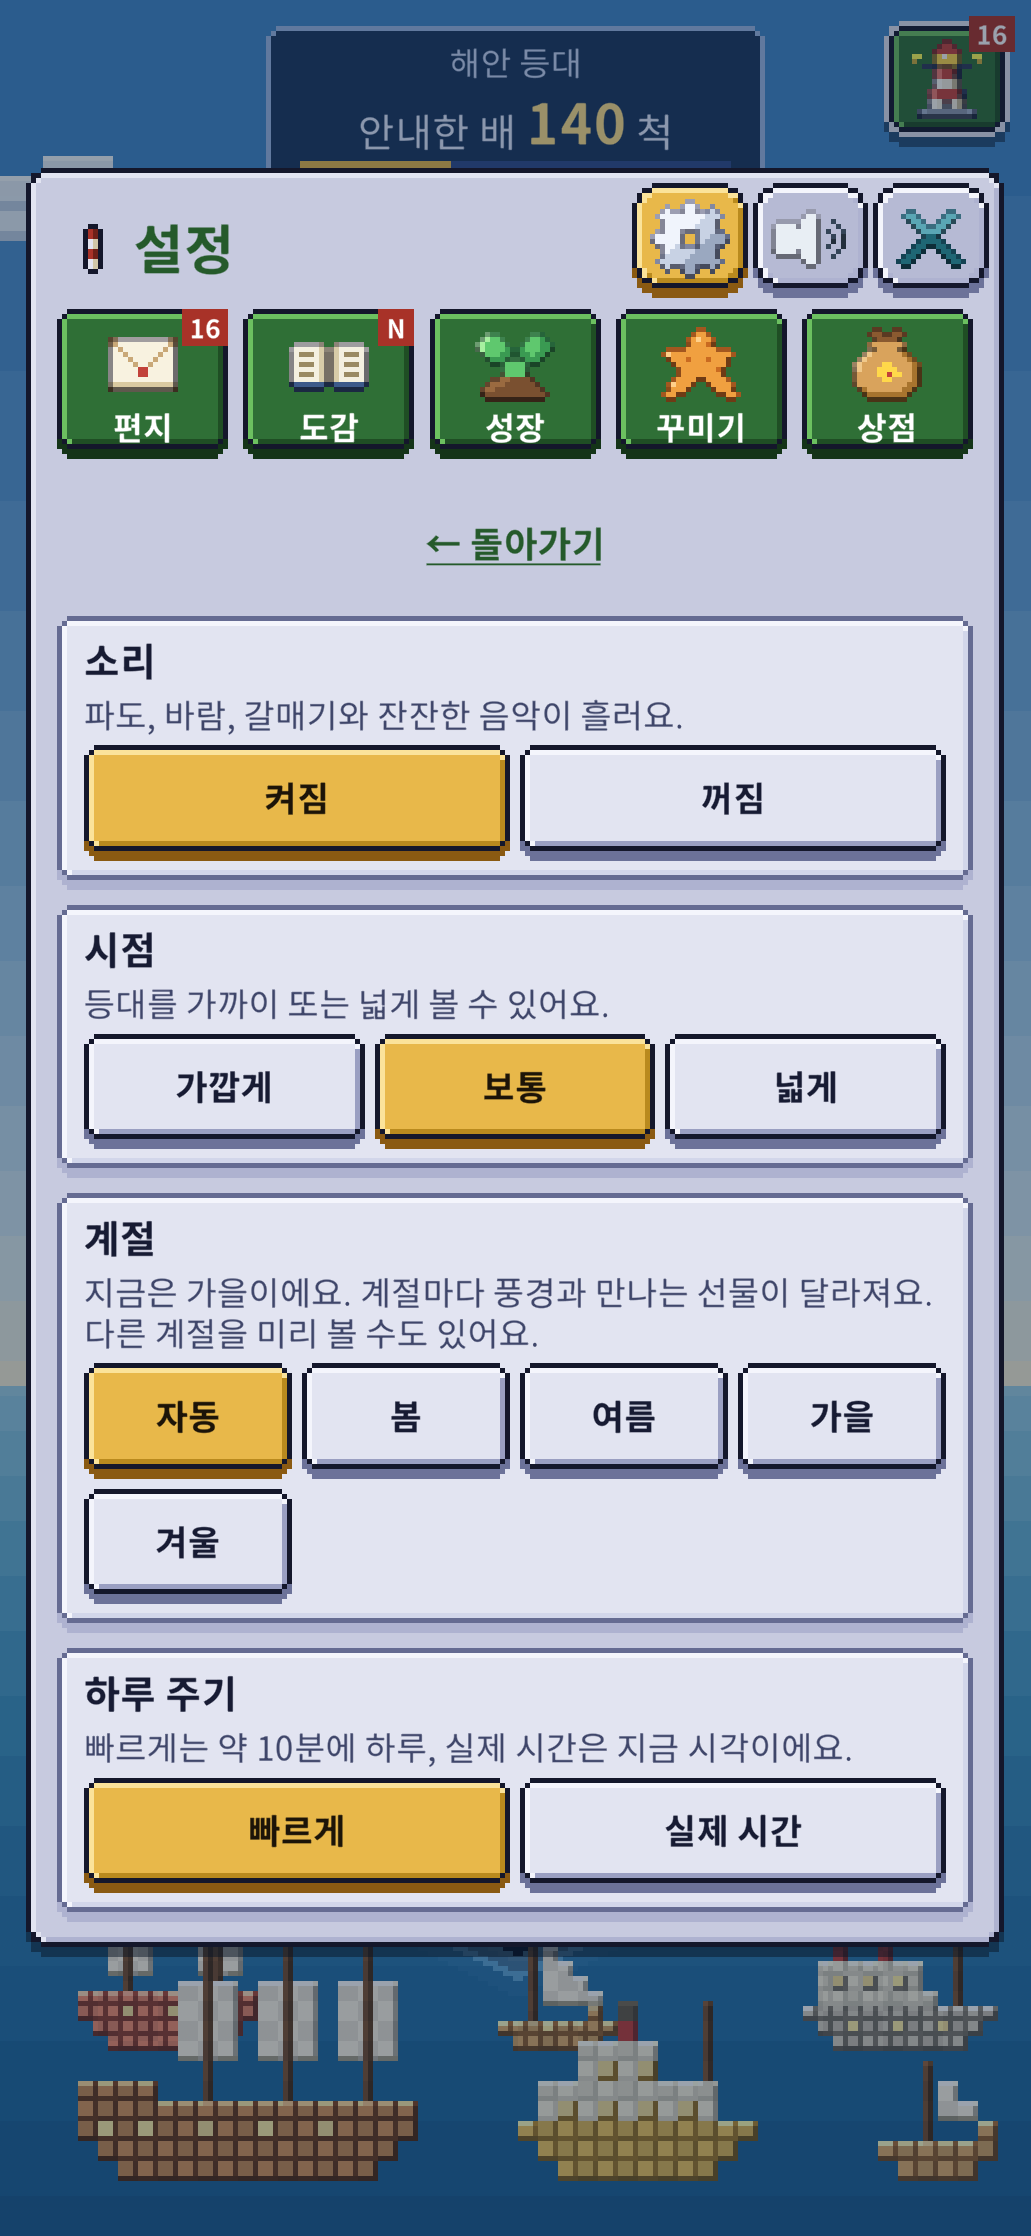 해안 등대
16
안내한 배 140 척
설정
16
N
편지
도감
성장
꾸미기
상점
← 돌아가기
소리
파도, 바람, 갈매기와 잔잔한 음악이 흘러요.
켜짐
꺼짐
시점
등대를 가까이 또는 넓게 볼 수 있어요.
가깝게
보통
넓게
계절
지금은 가을이에요. 계절마다 풍경과 만나는 선물이 달라져요.
다른 계절을 미리 볼 수도 있어요.
자동
봄
여름
가을
겨울
하루 주기
빠르게는 약 10분에 하루, 실제 시간은 지금 시각이에요.
빠르게
실제 시간